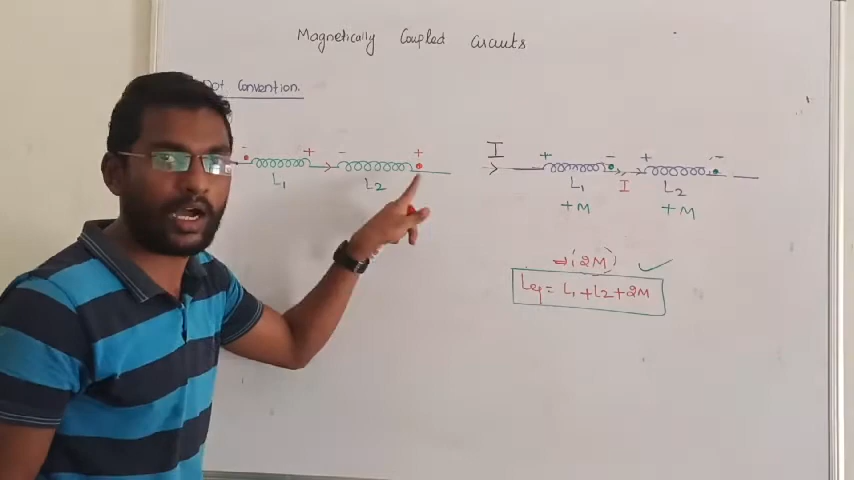 Magnetically Coupled Circuits
Dot Convention.
- + - +
L1 L2
I + - + -
L1 I L2
+M +M
⇒ (2M) ✓
Leq = L1 + L2 + 2M